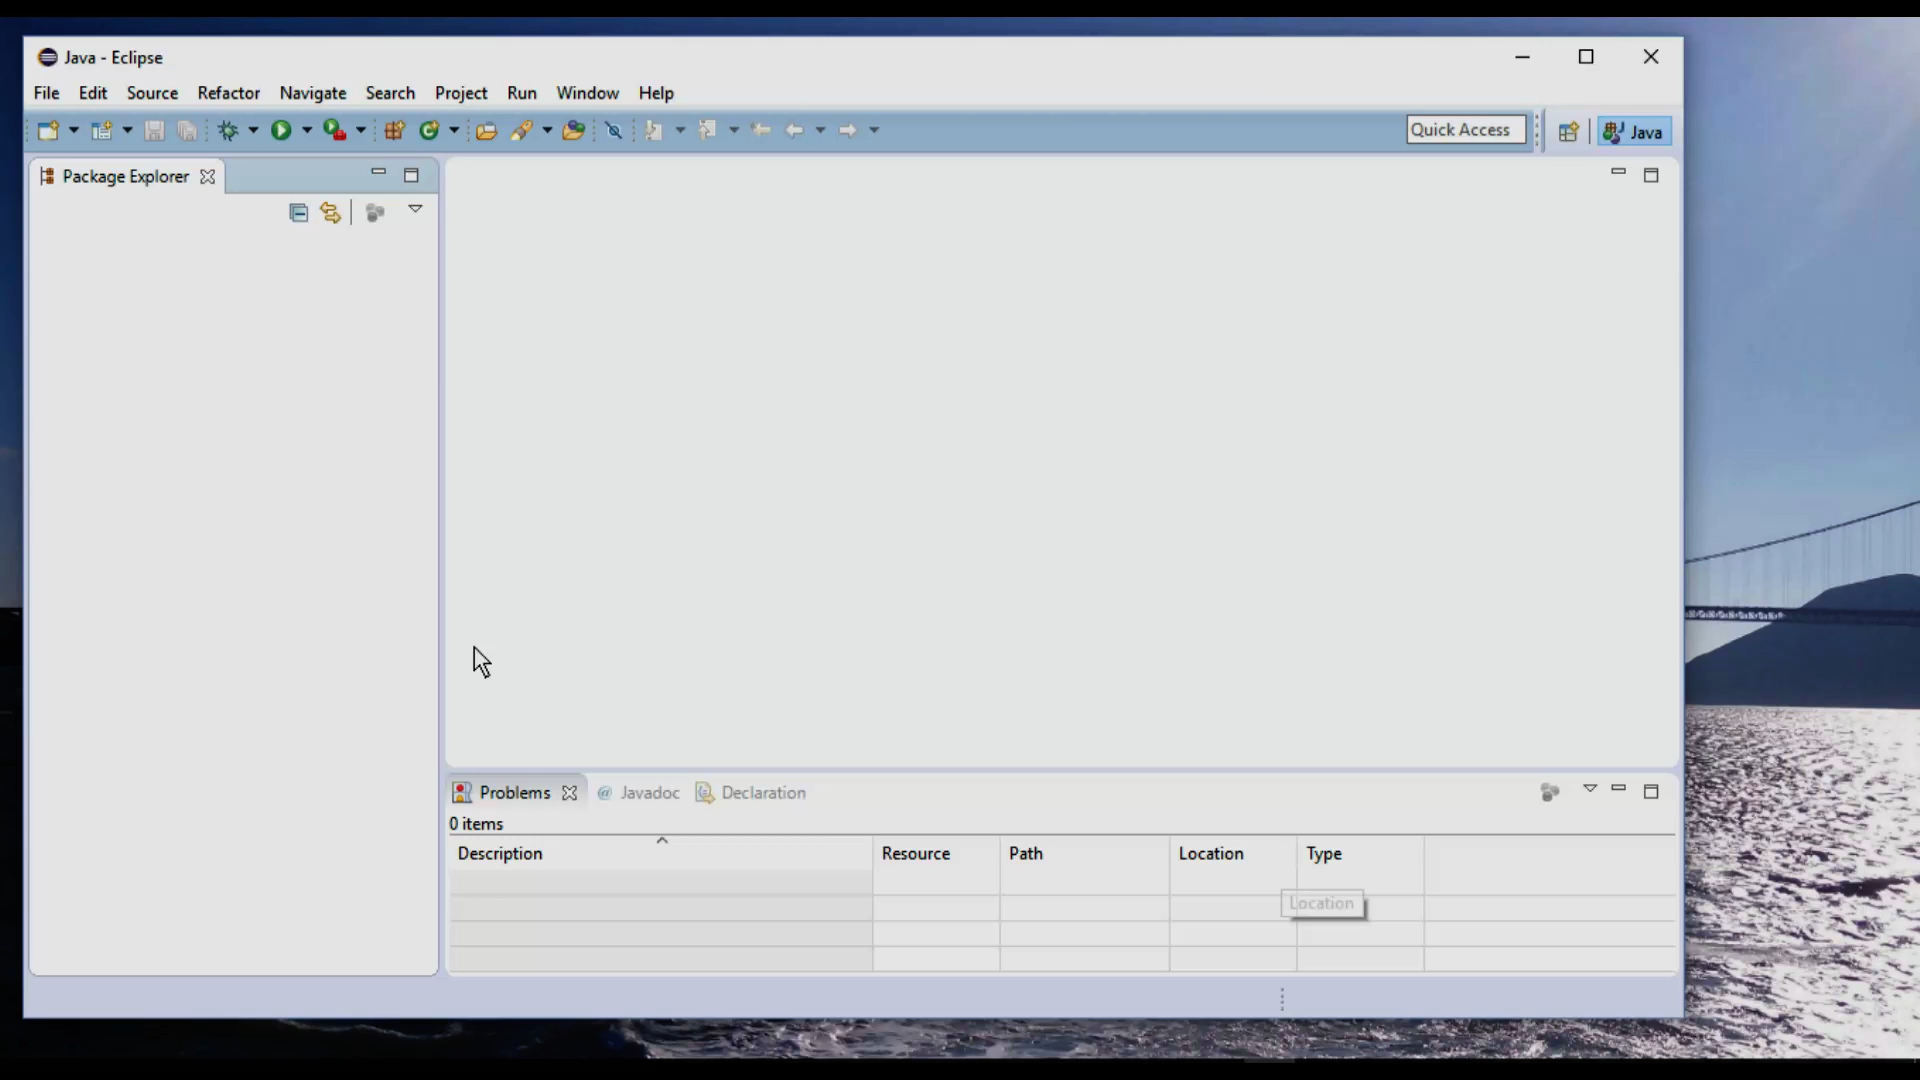 Java - Eclipse
File Edit Source Refactor Navigate Search Project Run Window Help
Quick Access Java
Package Explorer
Problems @ Javadoc Declaration
0 items
Description Resource Path Location Type
Location